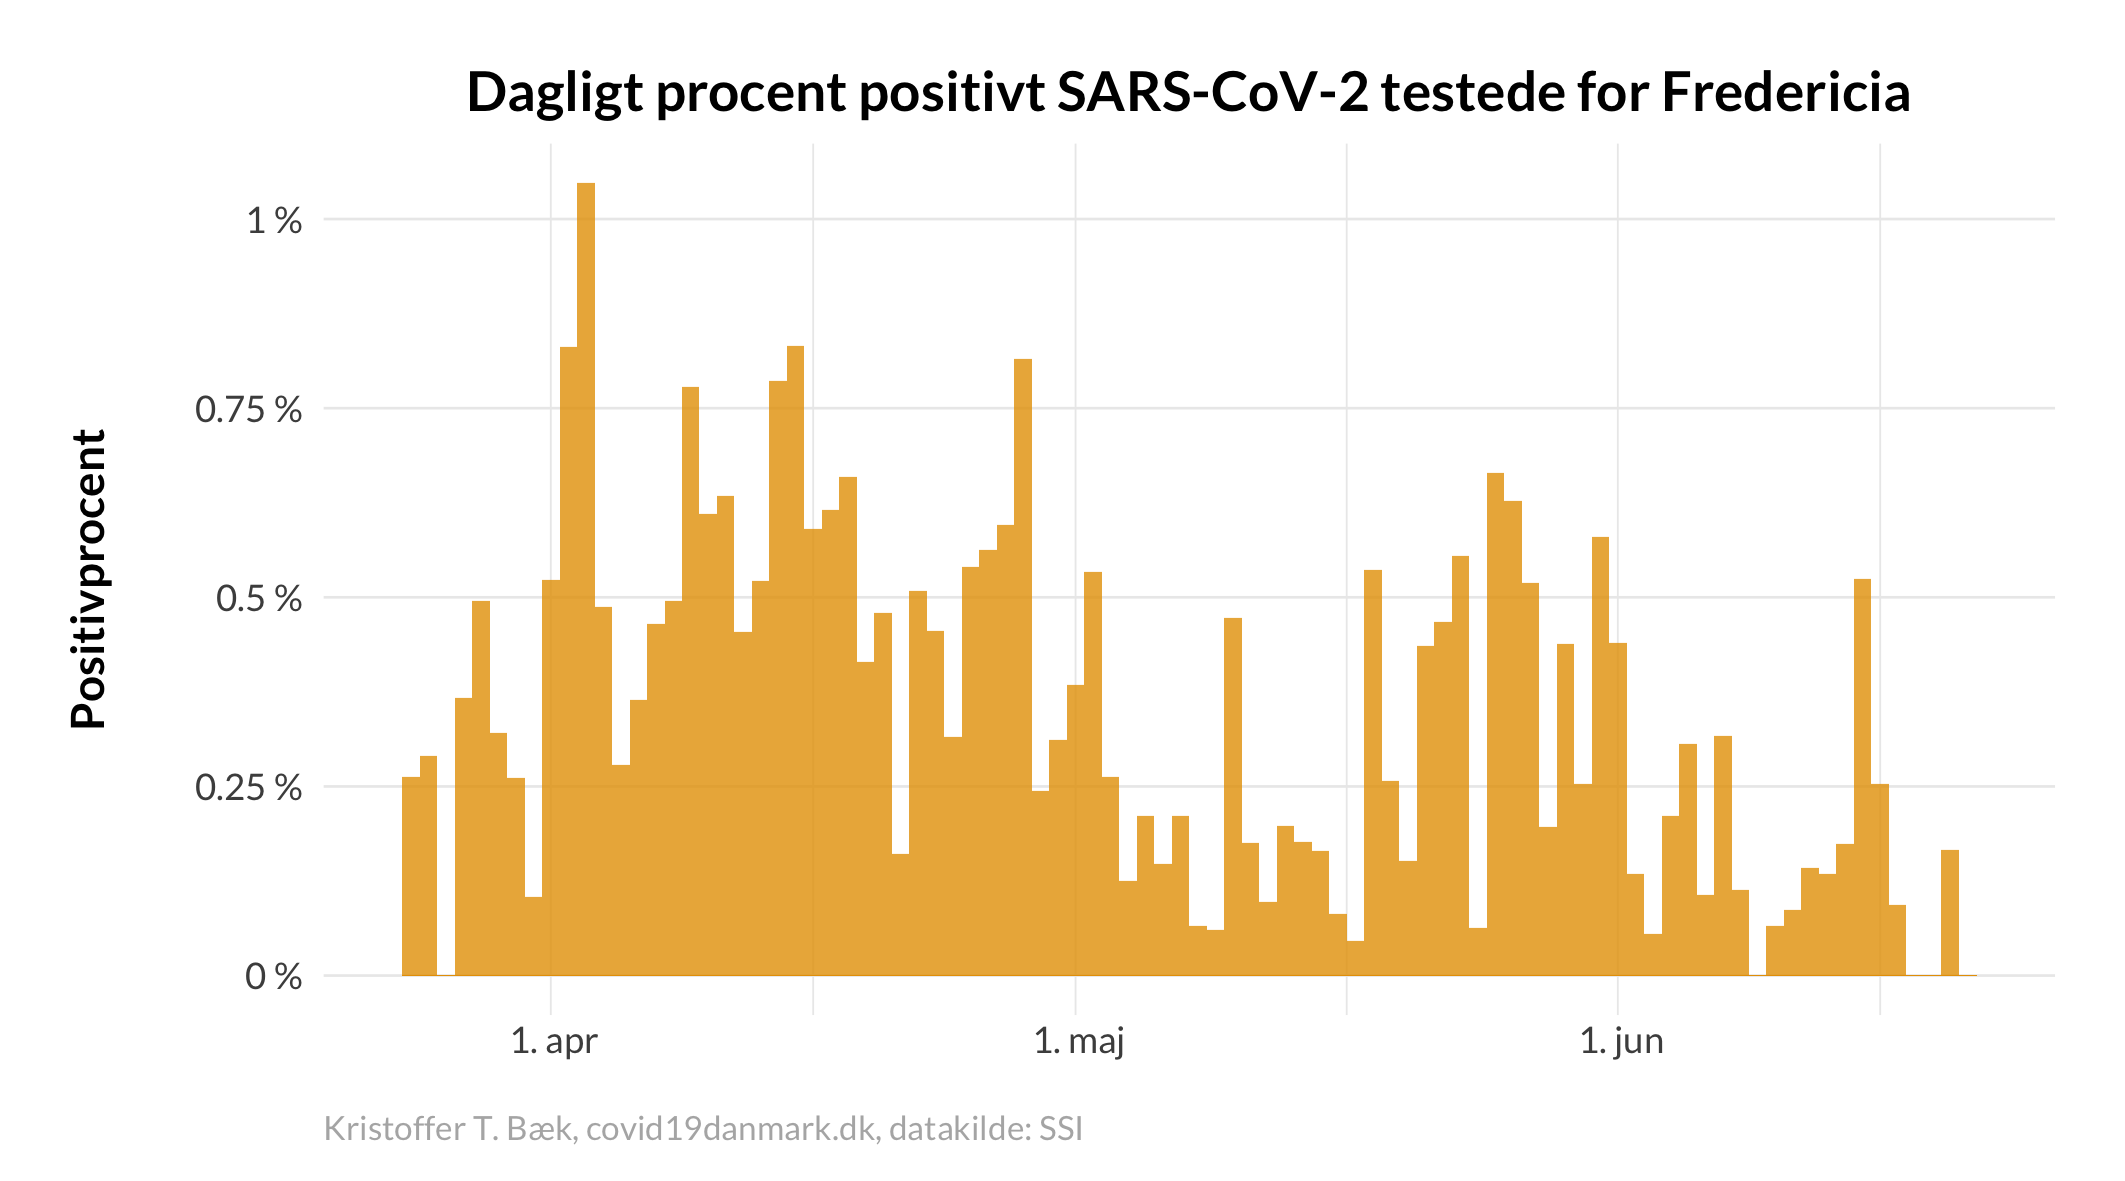 Dagligt procent positivt SARS-CoV-2 testede for Fredericia
Positivprocent
1 %
0.75 %
0.5 %
0.25 %
0 %
1. apr
1. maj
1. jun
Kristoffer T. Bæk, covid19danmark.dk, datakilde: SSI